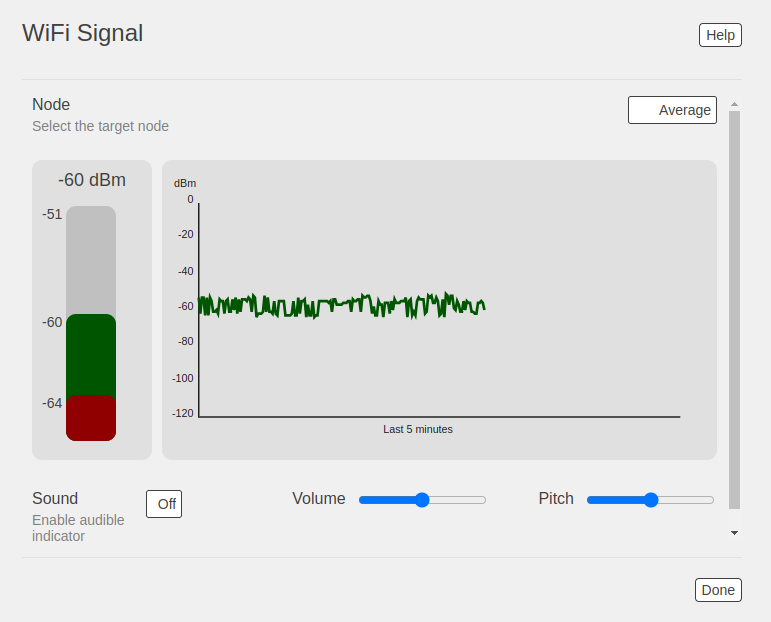 WiFi Signal
Help
Node
Select the target node
Average
-60 dBm
-51
-60
-64
dBm
0
-20
-40
-60
-80
-100
-120
Last 5 minutes
Sound
Enable audible
indicator
Off
Volume
Pitch
Done